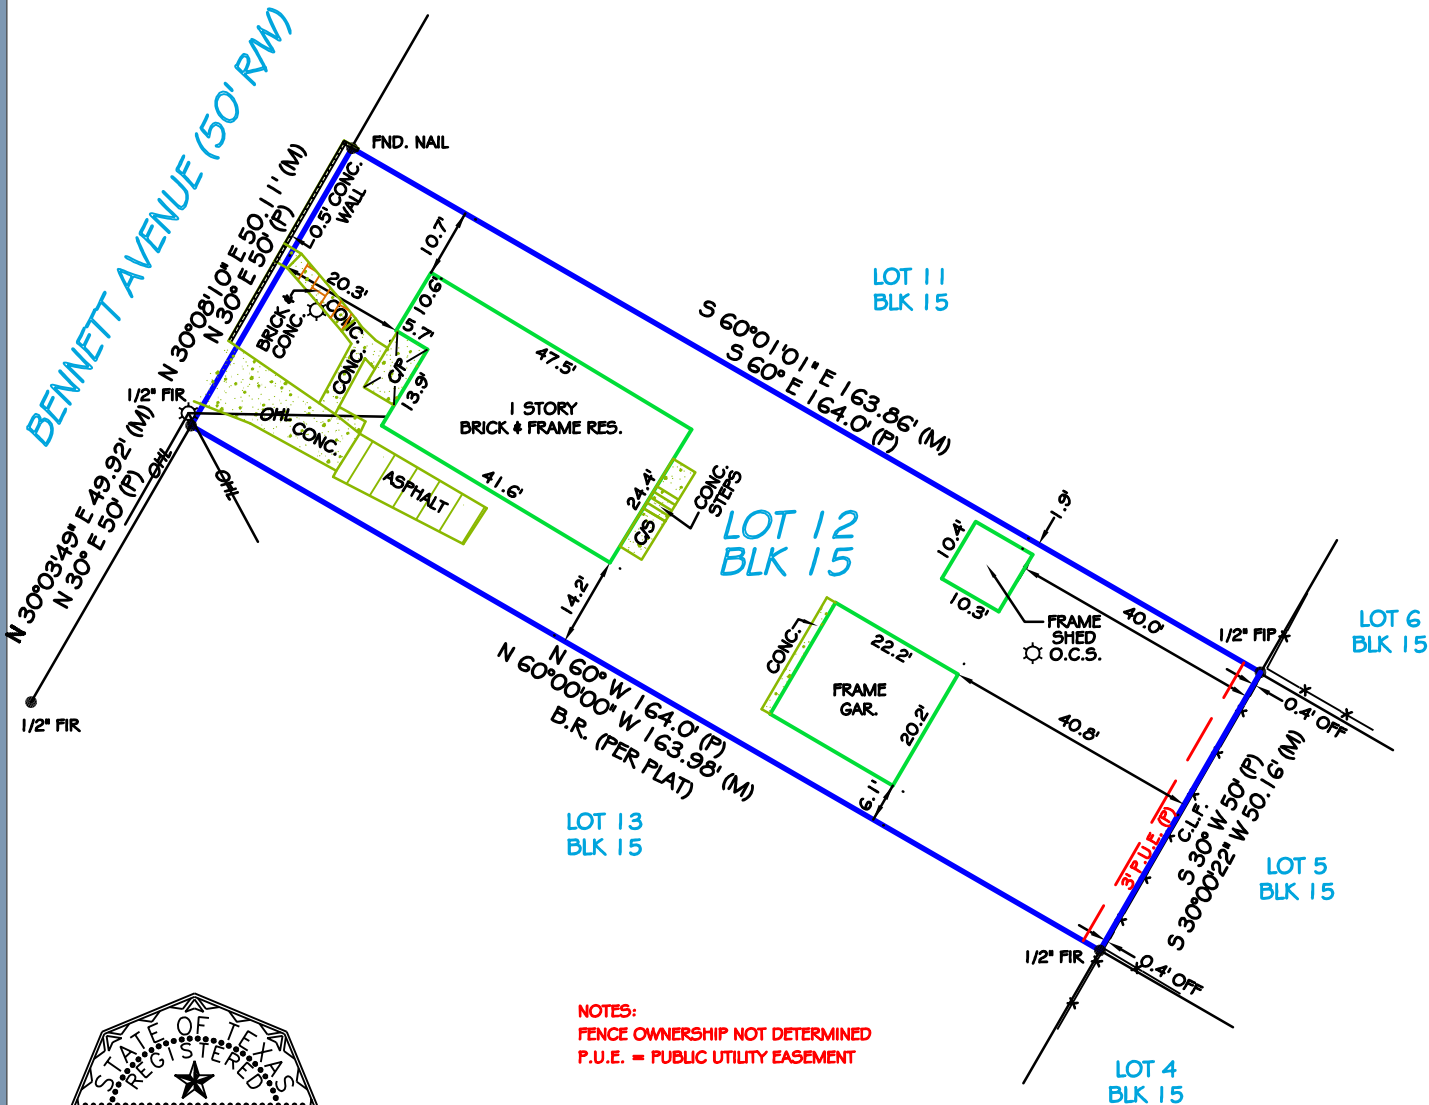 BENNETT AVENUE (50' R/W)
FND. NAIL
N 30°08'10" E 50.11' (M)
N 30° E 50' (P)
0.5' CONC.
WALL
10.7'
20.3'
10.6'
5.7'
BRICK &
CONC.
CONC.
CONC.
C/P
13.9'
47.5'
1 STORY
BRICK & FRAME RES.
1/2" FIR
OHL
CONC.
OHL
OHL
ASPHALT
41.6'
24.4'
C/S
CONC.
STEPS
14.2'
N 30°03'49" E 49.92' (M)
N 30° E 50' (P)
1/2" FIR
LOT 11
BLK 15
S 60°01'01" E 163.86' (M)
S 60° E 164.0' (P)
LOT 12
BLK 15
1.9'
10.4'
10.3'
FRAME
SHED
O.C.S.
40.0'
1/2" FIP
LOT 6
BLK 15
0.4' OFF
CONC.
22.2'
FRAME
GAR.
20.2'
40.8'
6.1'
N 60° W 164.0' (P)
N 60°00'00" W 163.98' (M)
B.R. (PER PLAT)
3' P.U.E. (P)
C.L.F.
S 30° W 50' (P)
S 30°00'22" W 50.16' (M)
LOT 13
BLK 15
LOT 5
BLK 15
1/2" FIR
0.4' OFF
NOTES:
FENCE OWNERSHIP NOT DETERMINED
P.U.E. = PUBLIC UTILITY EASEMENT
LOT 4
BLK 15
STATE OF TEXAS
REGISTERED